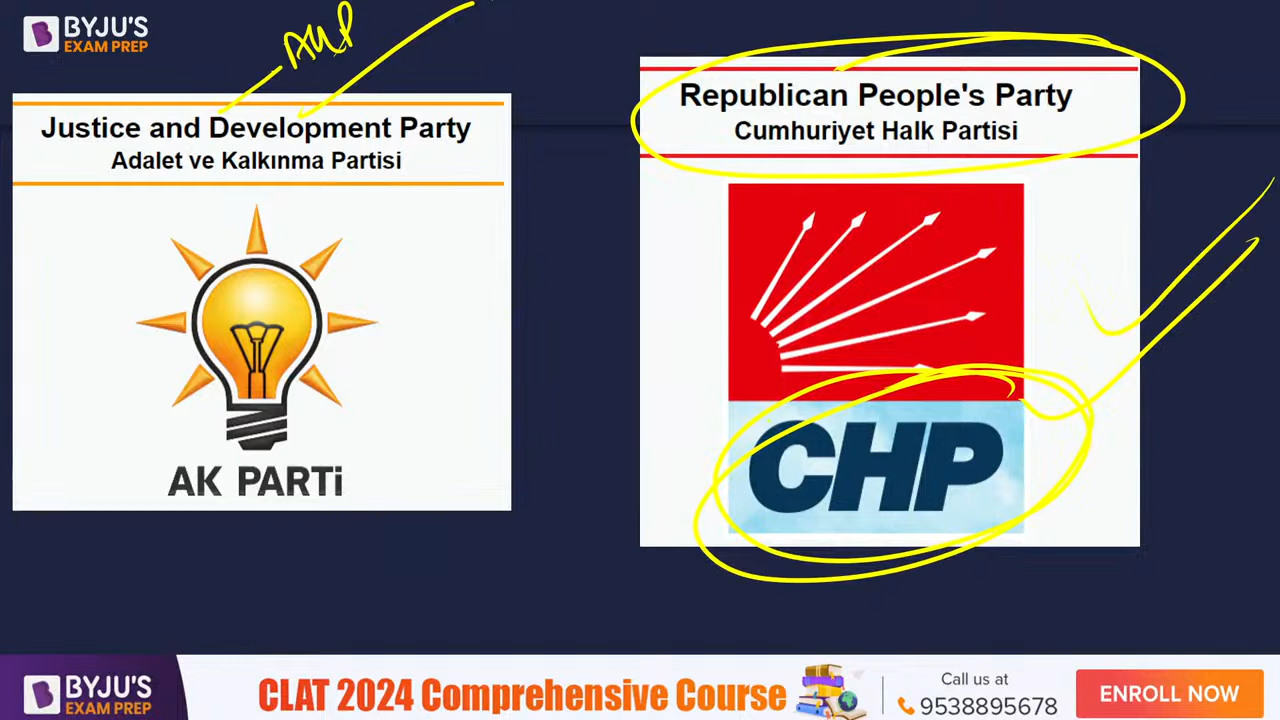 BYJU'S
EXAM PREP
AKP
Justice and Development Party
Adalet ve Kalkınma Partisi
AK PARTi
Republican People's Party
Cumhuriyet Halk Partisi
CHP
BYJU'S
EXAM PREP
CLAT 2024 Comprehensive Course
Call us at
9538895678
ENROLL NOW